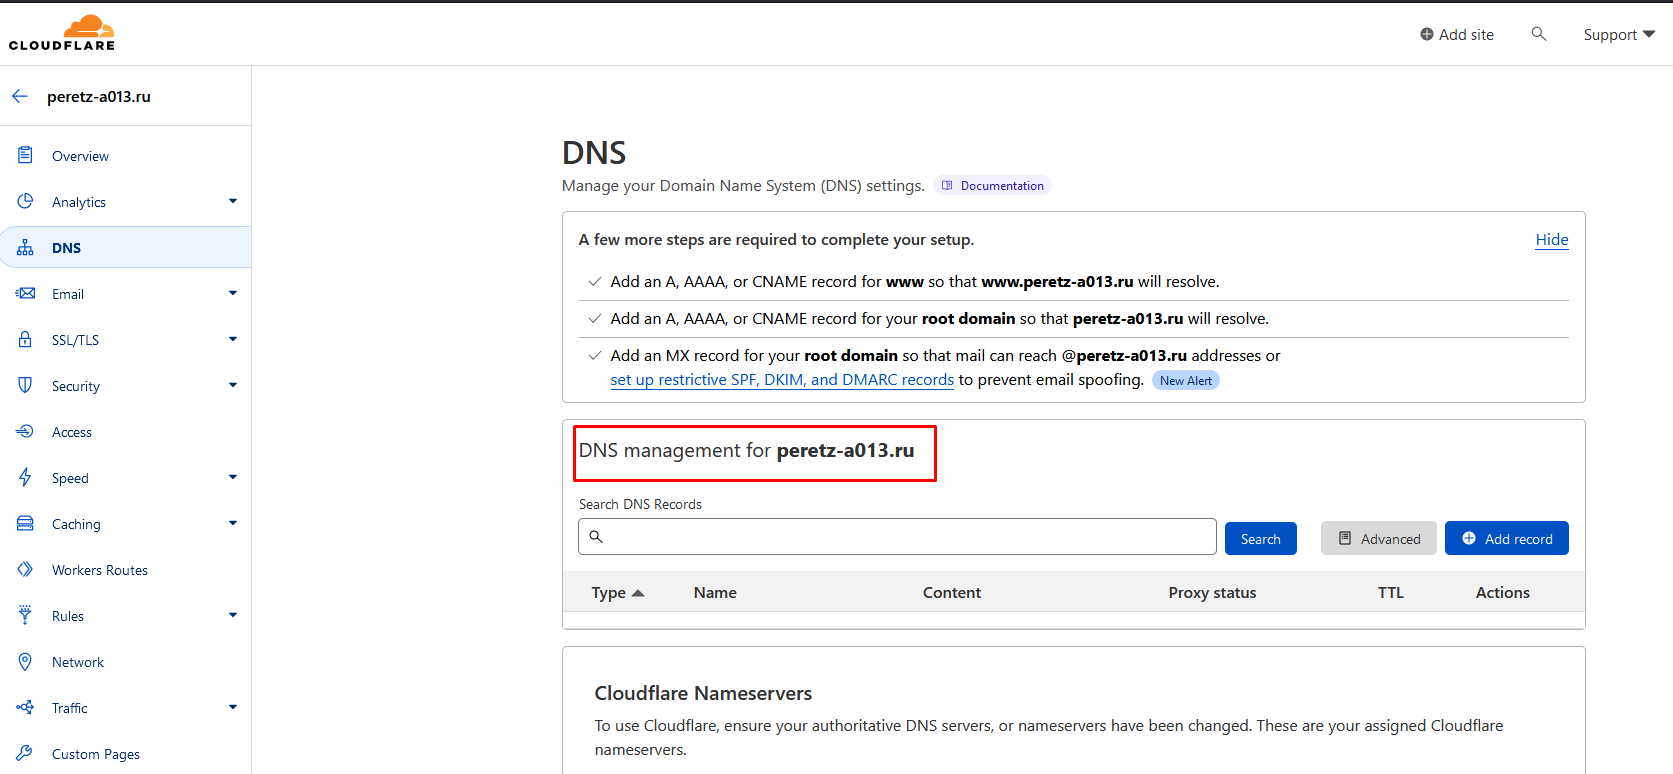 CLOUDFLARE
Add site
Support
peretz-a013.ru
Overview
Analytics
DNS
Email
SSL/TLS
Security
Access
Speed
Caching
Workers Routes
Rules
Network
Traffic
Custom Pages
DNS
Manage your Domain Name System (DNS) settings. Documentation
A few more steps are required to complete your setup. Hide
Add an A, AAAA, or CNAME record for www so that www.peretz-a013.ru will resolve.
Add an A, AAAA, or CNAME record for your root domain so that peretz-a013.ru will resolve.
Add an MX record for your root domain so that mail can reach @peretz-a013.ru addresses or
set up restrictive SPF, DKIM, and DMARC records to prevent email spoofing. New Alert
DNS management for peretz-a013.ru
Search DNS Records
Search Advanced Add record
Type Name Content Proxy status TTL Actions
Cloudflare Nameservers
To use Cloudflare, ensure your authoritative DNS servers, or nameservers have been changed. These are your assigned Cloudflare
nameservers.